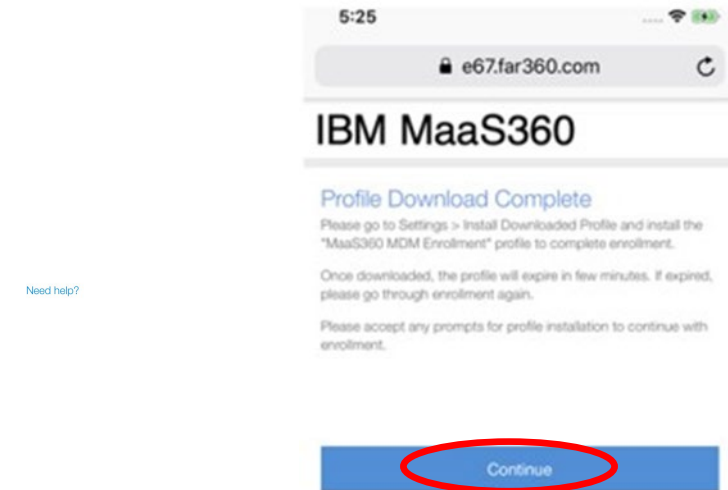 5:25
e67.far360.com
IBM MaaS360
Profile Download Complete
Please go to Settings > Install Downloaded Profile and install the
"MaaS360 MDM Enrollment" profile to complete enrollment.
Once downloaded, the profile will expire in few minutes. If expired,
please go through enrollment again.
Need help?
Please accept any prompts for profile installation to continue with
enrollment.
Continue